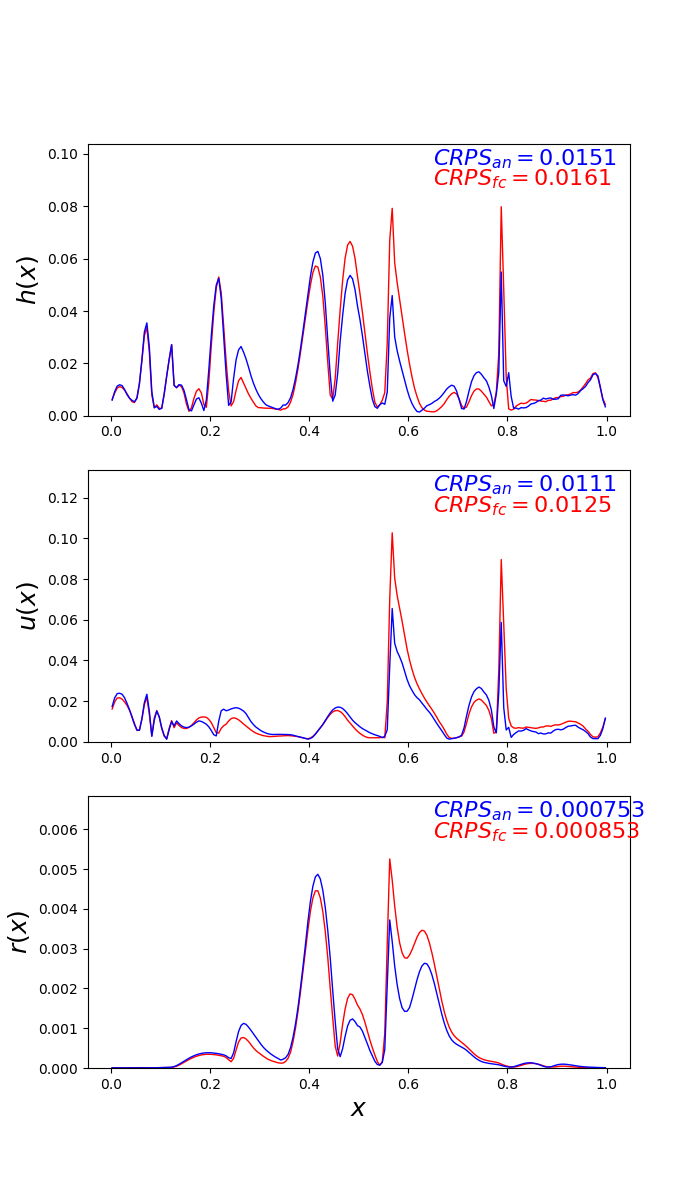 CRPS_an = 0.0151
CRPS_fc = 0.0161
h(x)
0.10
0.08
0.06
0.04
0.02
0.00
0.0 0.2 0.4 0.6 0.8 1.0
CRPS_an = 0.0111
CRPS_fc = 0.0125
u(x)
0.12
0.10
0.08
0.06
0.04
0.02
0.00
0.0 0.2 0.4 0.6 0.8 1.0
CRPS_an = 0.000753
CRPS_fc = 0.000853
r(x)
0.006
0.005
0.004
0.003
0.002
0.001
0.000
0.0 0.2 0.4 0.6 0.8 1.0
x